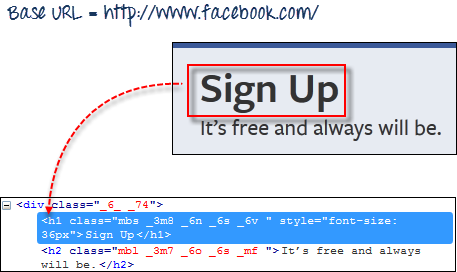 Base URL = http://www.facebook.com/
Sign Up
It's free and always will be.
<div class="_6_ _74">
<h1 class="mbs _3m8 _6n _6s _6v " style="font-size:
36px">Sign Up</h1>
<h2 class="mbl _3m7 _6o _6s _mf ">It's free and always
will be.</h2>